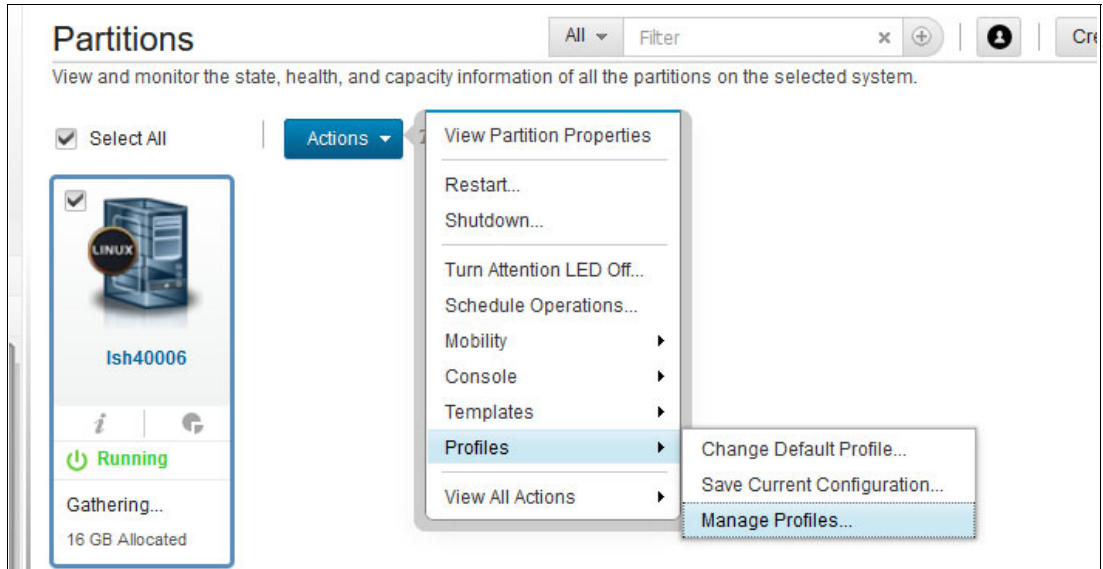 Partitions
All
Filter
Cre
View and monitor the state, health, and capacity information of all the partitions on the selected system.
Select All
Actions
View Partition Properties
Restart...
Shutdown...
Turn Attention LED Off...
Schedule Operations...
Mobility
Console
Templates
Profiles
View All Actions
Change Default Profile...
Save Current Configuration...
Manage Profiles...
LINUX
lsh40006
i
Running
Gathering...
16 GB Allocated